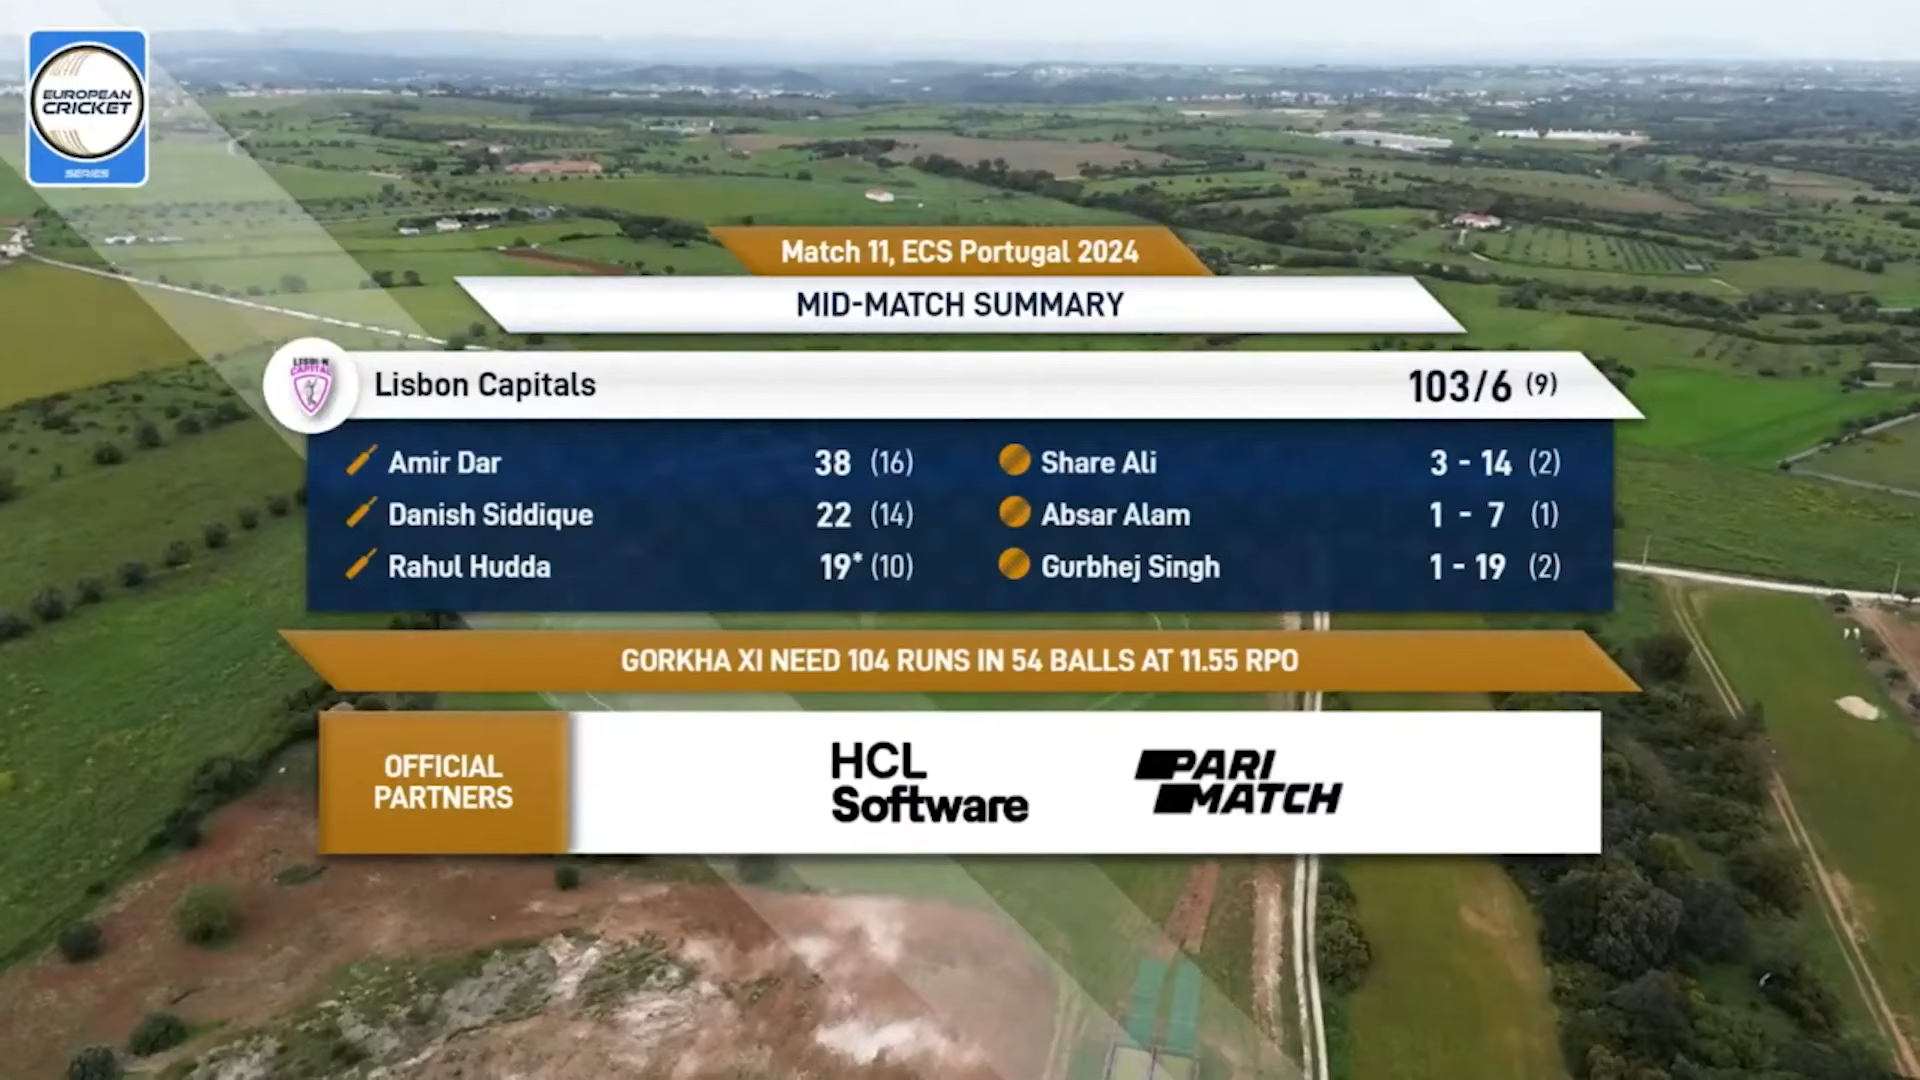 EUROPEAN
CRICKET
SERIES
Match 11, ECS Portugal 2024
MID-MATCH SUMMARY
LISBON
CAPITALS
Lisbon Capitals 103/6 (9)
Amir Dar 38 (16) Share Ali 3 - 14 (2)
Danish Siddique 22 (14) Absar Alam 1 - 7 (1)
Rahul Hudda 19* (10) Gurbhej Singh 1 - 19 (2)
GORKHA XI NEED 104 RUNS IN 54 BALLS AT 11.55 RPO
OFFICIAL
PARTNERS
HCL
Software
PARI
MATCH